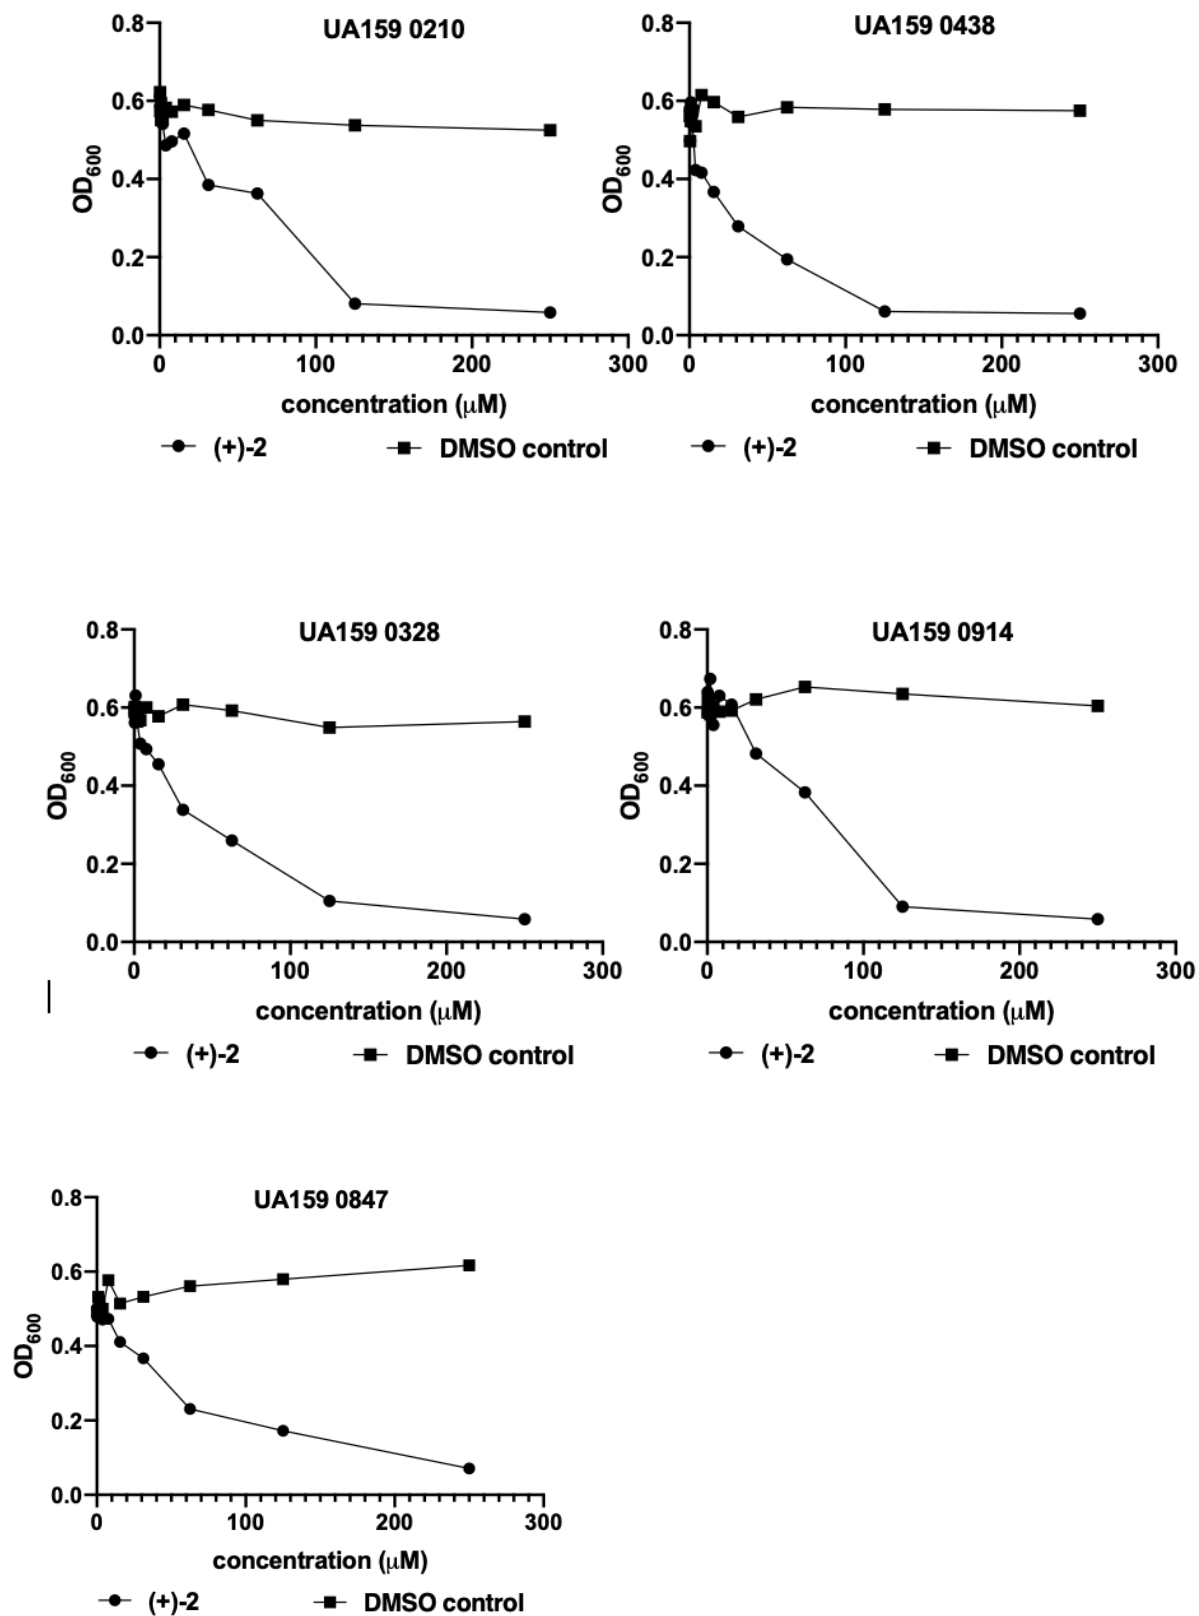 UA159 0210
0.8
0.6
0.4
0.2
0.0
OD600
0 100 200 300
concentration (μM)
(+)-2 DMSO control
UA159 0438
0.8
0.6
0.4
0.2
0.0
OD600
0 100 200 300
concentration (μM)
(+)-2 DMSO control
UA159 0328
0.8
0.6
0.4
0.2
0.0
OD600
0 100 200 300
concentration (μM)
(+)-2 DMSO control
UA159 0914
0.8
0.6
0.4
0.2
0.0
OD600
0 100 200 300
concentration (μM)
(+)-2 DMSO control
UA159 0847
0.8
0.6
0.4
0.2
0.0
OD600
0 100 200 300
concentration (μM)
(+)-2 DMSO control